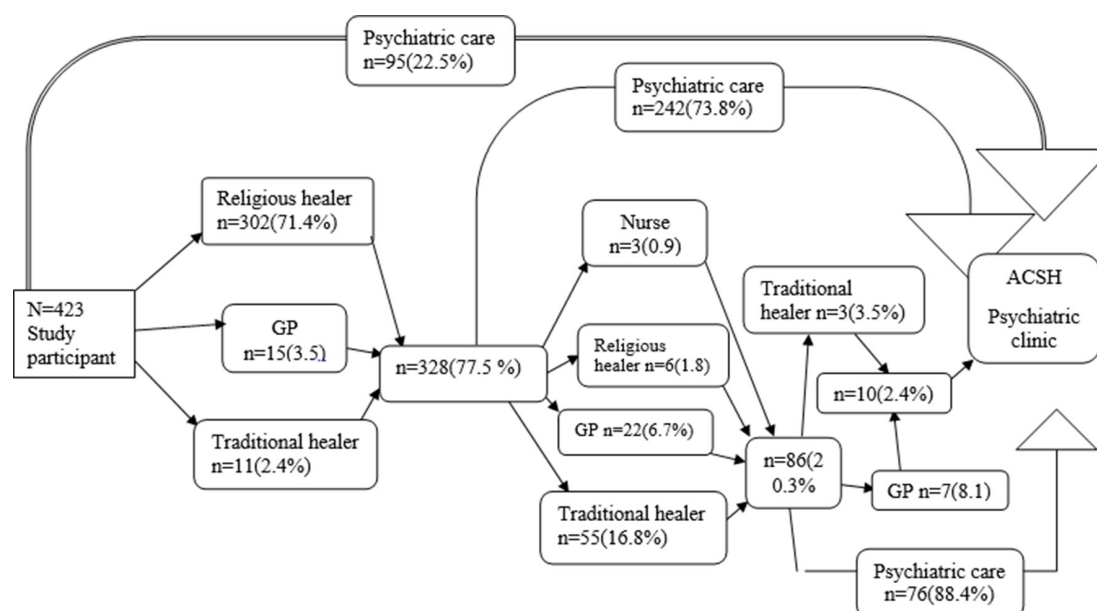 Psychiatric care
n=95(22.5%)
Psychiatric care
n=242(73.8%)
Religious healer
n=302(71.4%)
Nurse
n=3(0.9)
N=423
Study
participant
GP
n=15(3.5)
n=328(77.5 %)
Traditional healer
n=11(2.4%)
Religious
healer n=6(1.8)
GP n=22(6.7%)
Traditional healer
n=55(16.8%)
n=86(2
0.3%
Traditional
healer n=3(3.5%)
n=10(2.4%)
GP n=7(8.1)
Psychiatric care
n=76(88.4%)
ACSH
Psychiatric
clinic